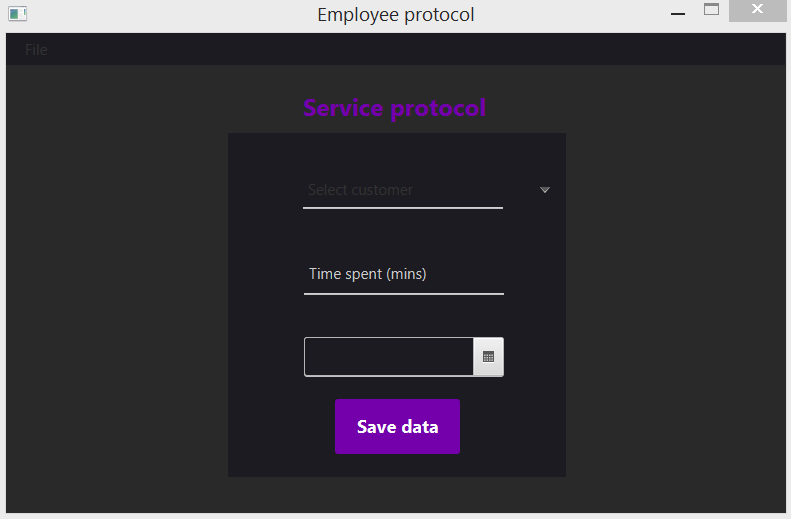 Employee protocol
File
Service protocol
Select customer
Time spent (mins)
Save data